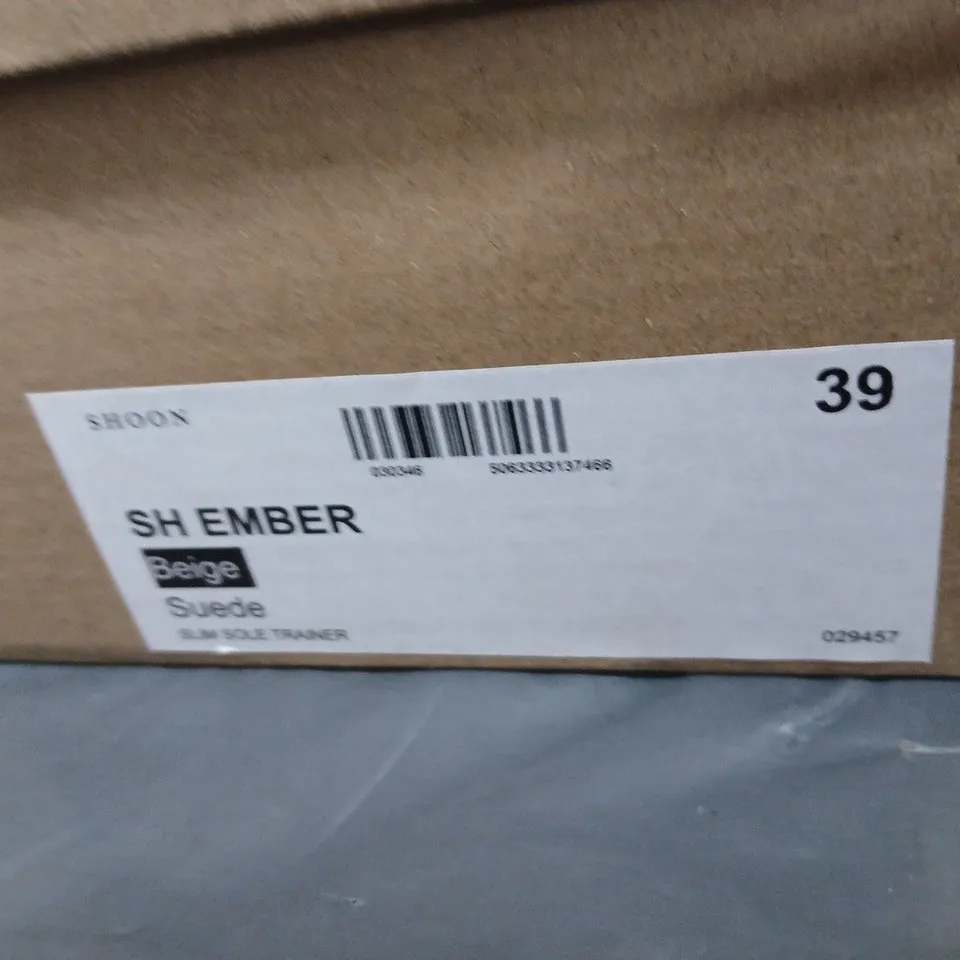 SHOON
39
030346 5063333137466
SH EMBER
Beige
Suede
SLIM SOLE TRAINER
029457